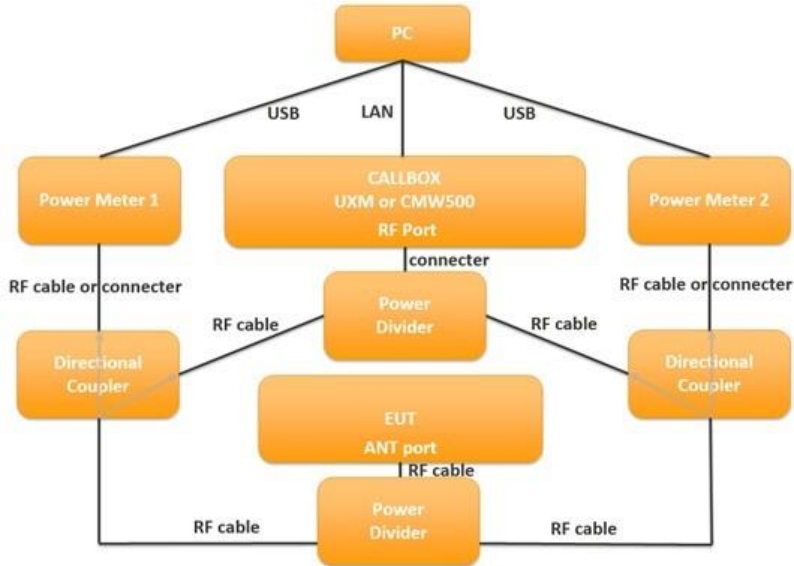 PC
USB
LAN
USB
Power Meter 1
CALLBOX
UXM or CMW500
RF Port
Power Meter 2
connecter
RF cable or connecter
RF cable or connecter
Power
Divider
RF cable
RF cable
Directional
Coupler
Directional
Coupler
EUT
ANT port
RF cable
Power
Divider
RF cable
RF cable